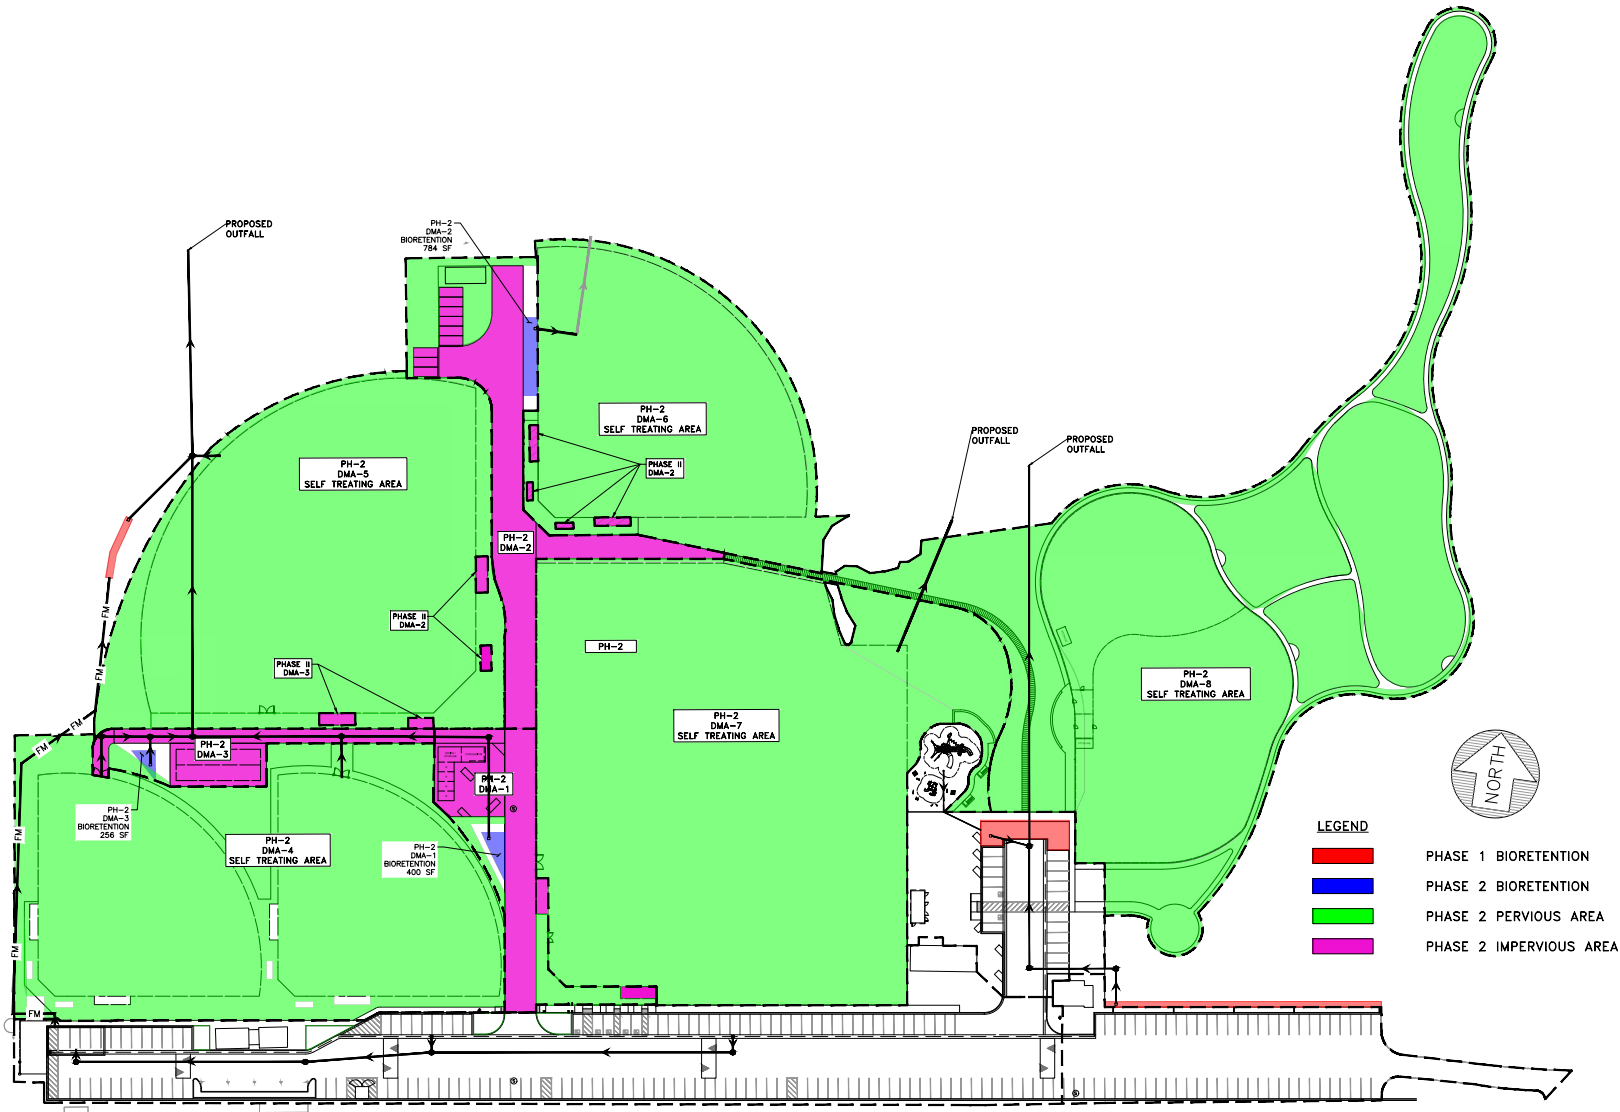 PROPOSED
OUTFALL
PH-2
DMA-2
BIORETENTION
784 SF
PH-2
DMA-6
SELF TREATING AREA
PROPOSED
OUTFALL
PROPOSED
OUTFALL
PH-2
DMA-5
SELF TREATING AREA
PHASE II
DMA-2
PH-2
DMA-2
FM
PHASE II
DMA-2
PH-2
PHASE II
DMA-3
FM
PH-2
DMA-8
SELF TREATING AREA
PH-2
DMA-7
SELF TREATING AREA
FM
FM
PH-2
DMA-3
PH-2
DMA-1
NORTH
PH-2
DMA-3
BIORETENTION
256 SF
FM
PH-2
DMA-4
SELF TREATING AREA
PH-2
DMA-1
BIORETENTION
400 SF
LEGEND
PHASE 1 BIORETENTION
PHASE 2 BIORETENTION
PHASE 2 PERVIOUS AREA
PHASE 2 IMPERVIOUS AREA
FM
FM